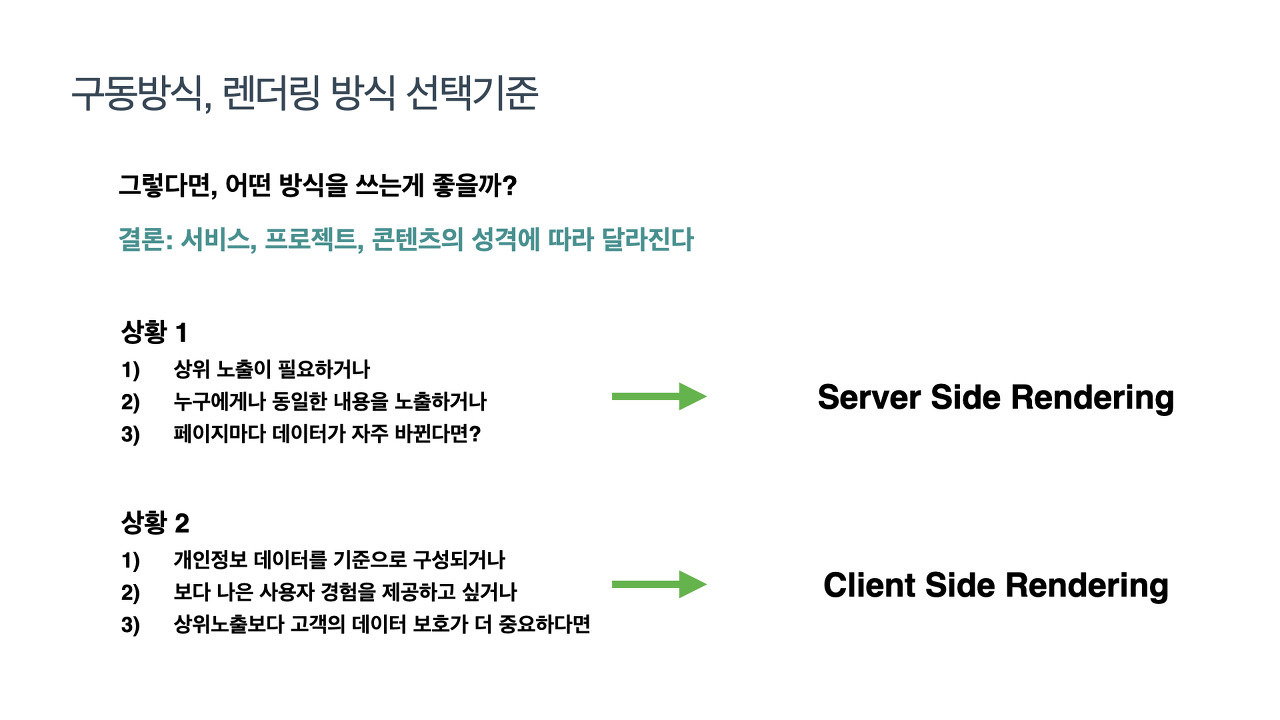 구동방식, 렌더링 방식 선택기준
그렇다면, 어떤 방식을 쓰는게 좋을까?
결론: 서비스, 프로젝트, 콘텐츠의 성격에 따라 달라진다
상황 1
1) 상위 노출이 필요하거나
2) 누구에게나 동일한 내용을 노출하거나
3) 페이지마다 데이터가 자주 바뀐다면?
Server Side Rendering
상황 2
1) 개인정보 데이터를 기준으로 구성되거나
2) 보다 나은 사용자 경험을 제공하고 싶거나
3) 상위노출보다 고객의 데이터 보호가 더 중요하다면
Client Side Rendering